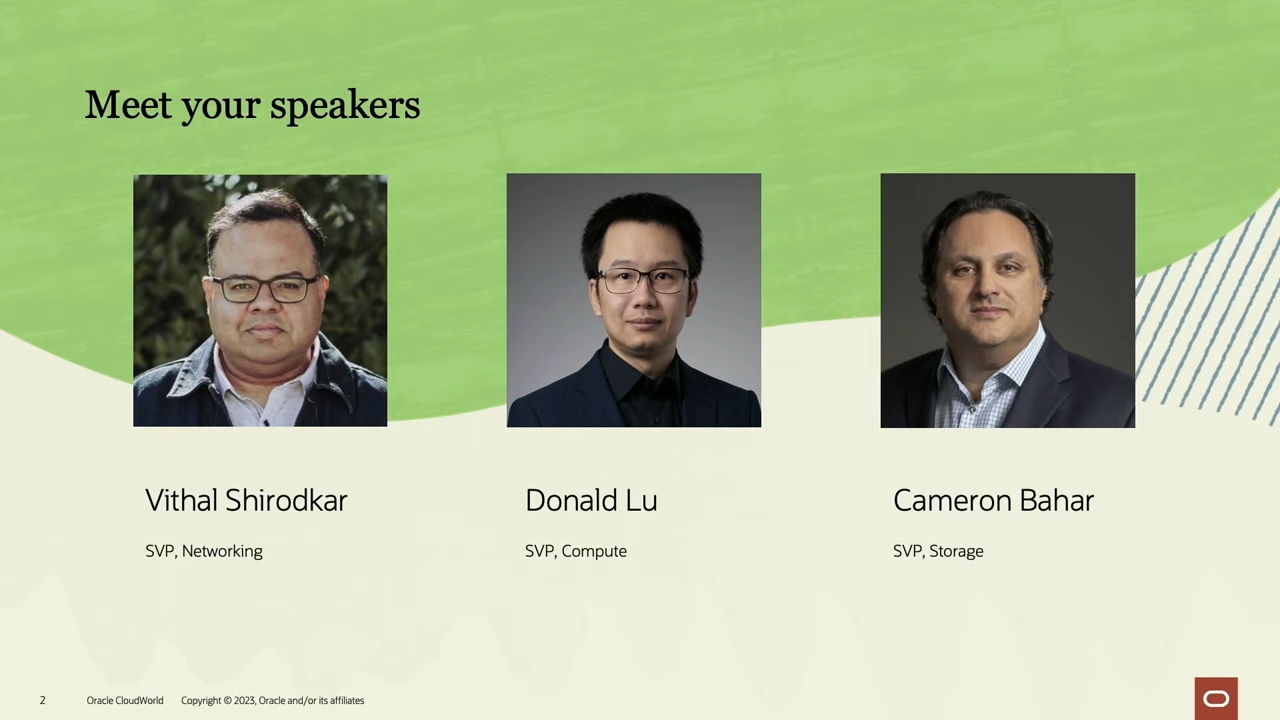 Meet your speakers
Vithal Shirodkar
Donald Lu
Cameron Bahar
SVP, Networking
SVP, Compute
SVP, Storage
2
Oracle CloudWorld
Copyright © 2023, Oracle and/or its affiliates